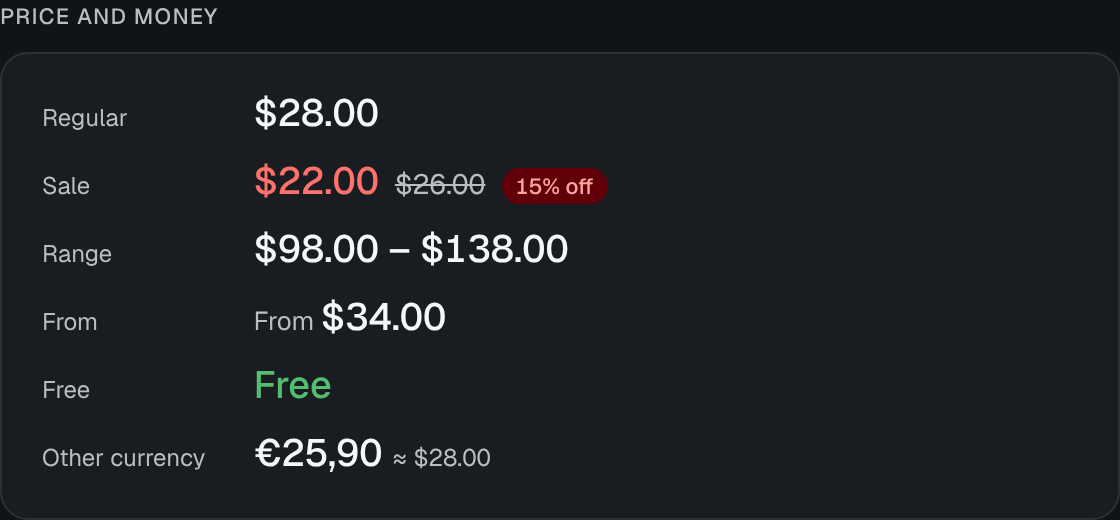 PRICE AND MONEY
Regular $28.00
Sale $22.00 $26.00 15% off
Range $98.00 – $138.00
From From $34.00
Free Free
Other currency €25,90 ≈ $28.00